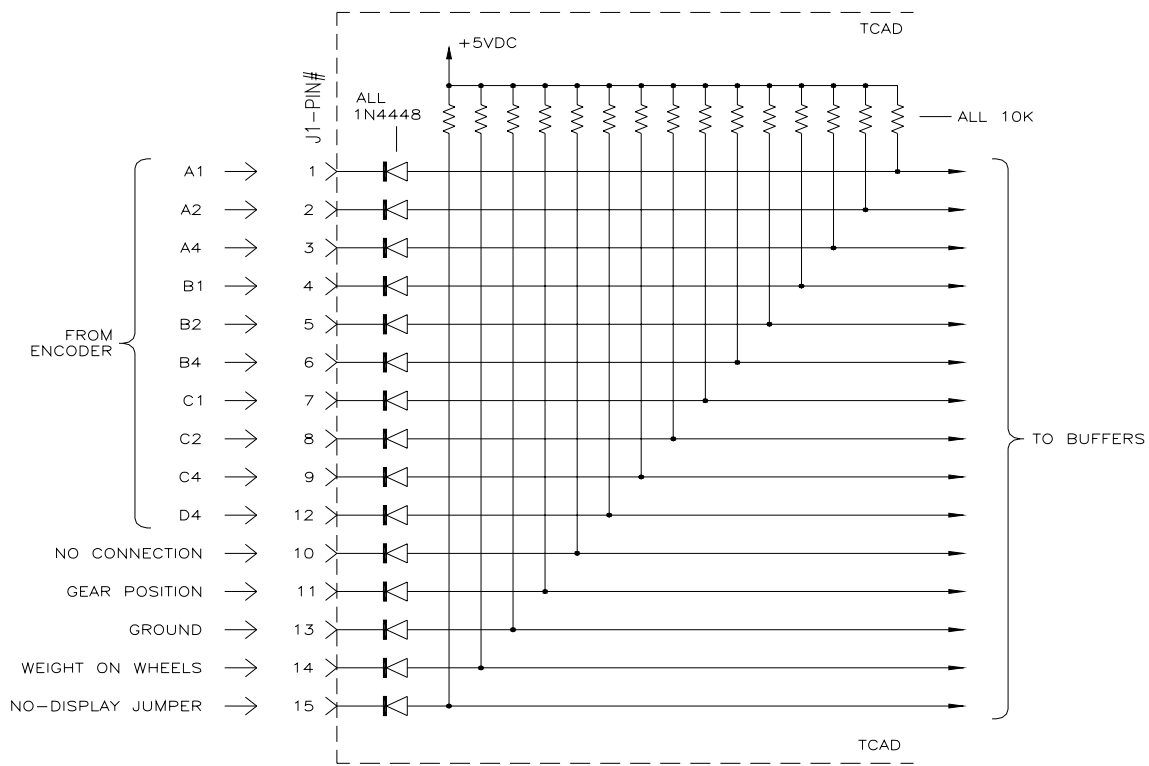 TCAD
+5VDC
J1-PIN#
ALL
1N4448
ALL 10K
A1 1
A2 2
A4 3
B1 4
B2 5
FROM
ENCODER
B4 6
C1 7
C2 8
TO BUFFERS
C4 9
D4 12
NO CONNECTION 10
GEAR POSITION 11
GROUND 13
WEIGHT ON WHEELS 14
NO-DISPLAY JUMPER 15
TCAD